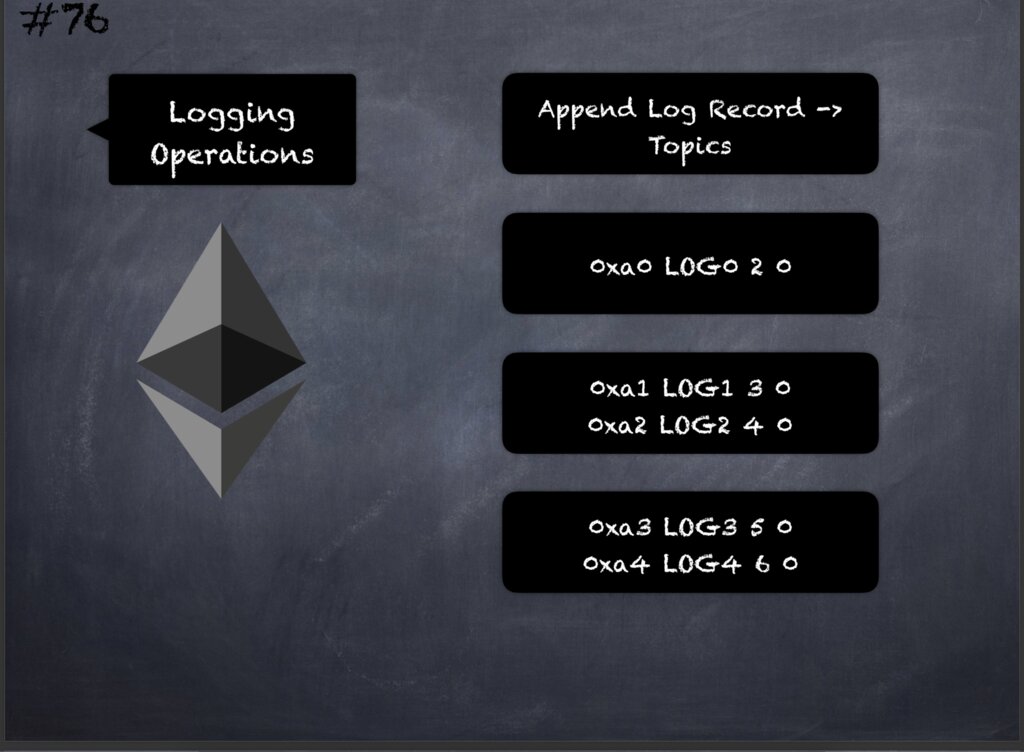 #76
Logging
Operations
Append Log Record ->
Topics
0xa0 LOG0 2 0
0xa1 LOG1 3 0
0xa2 LOG2 4 0
0xa3 LOG3 5 0
0xa4 LOG4 6 0